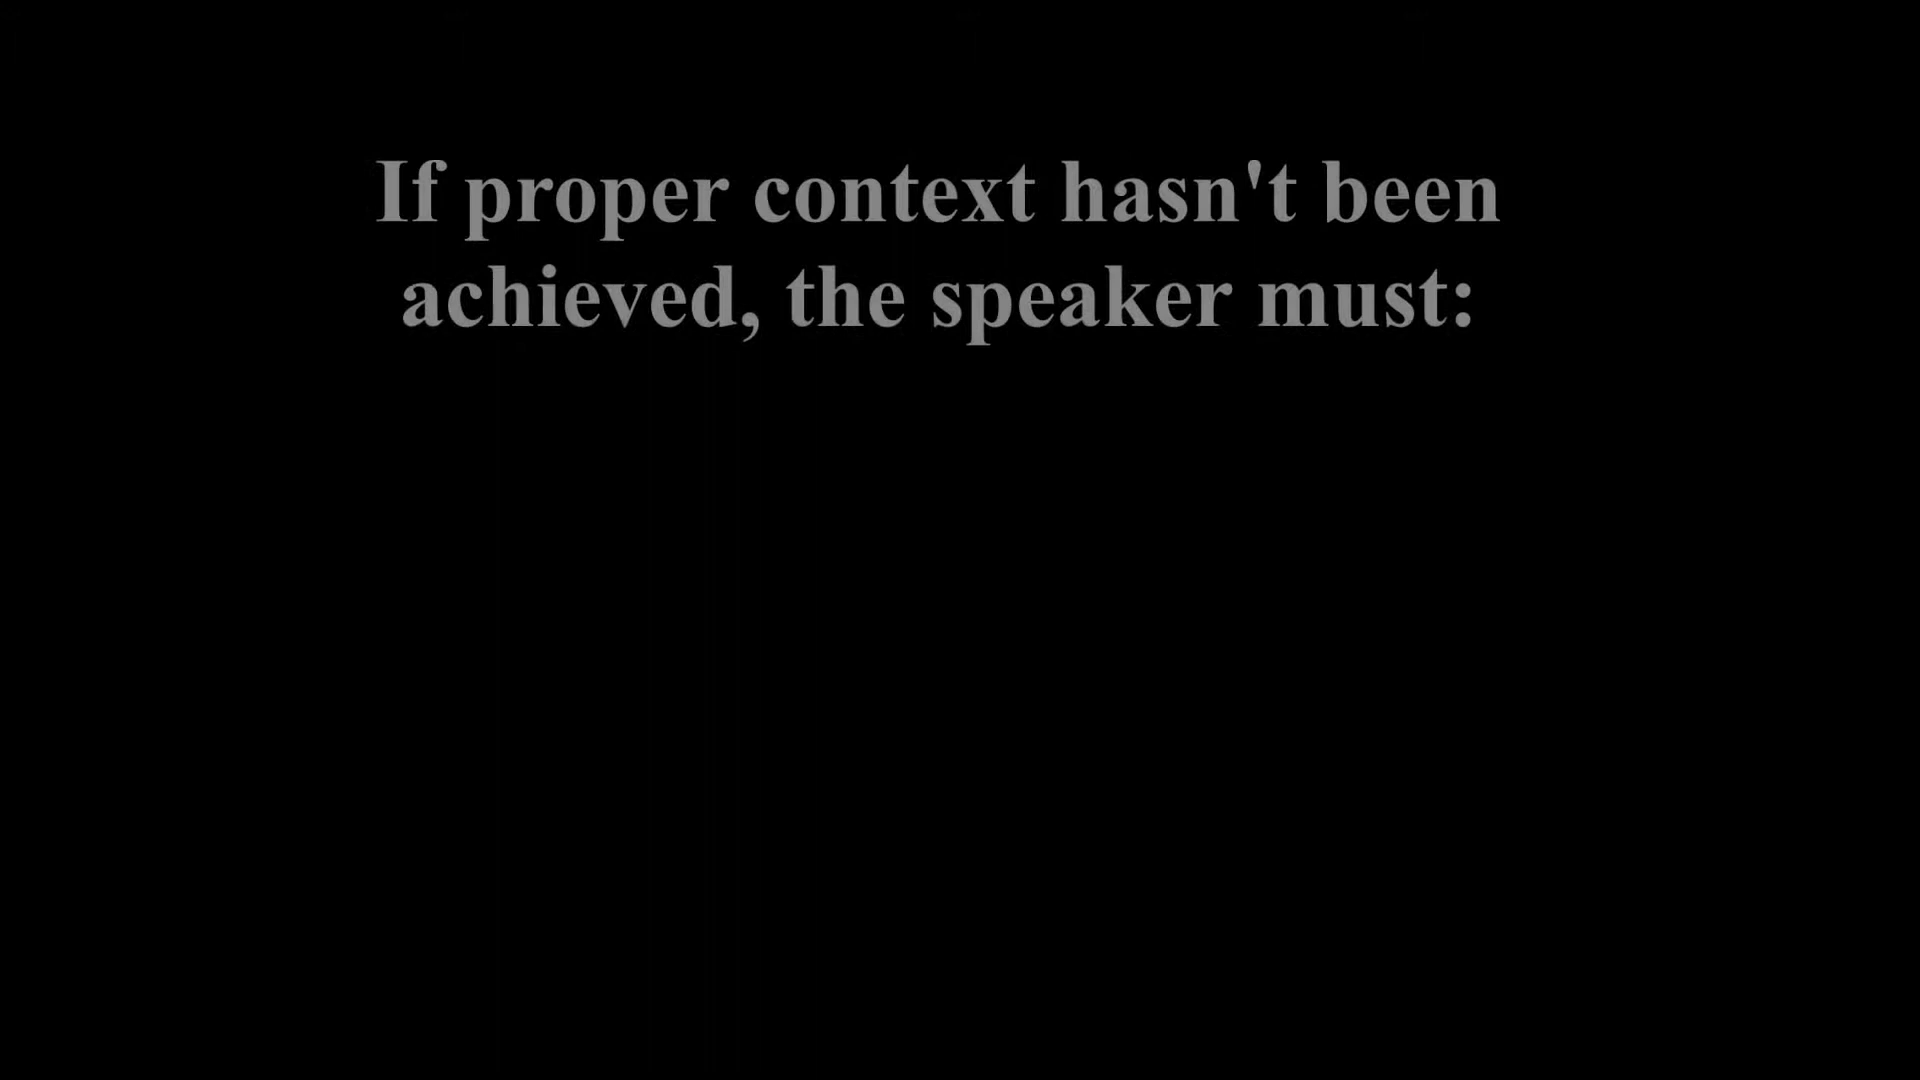 If proper context hasn't been
achieved, the speaker must: